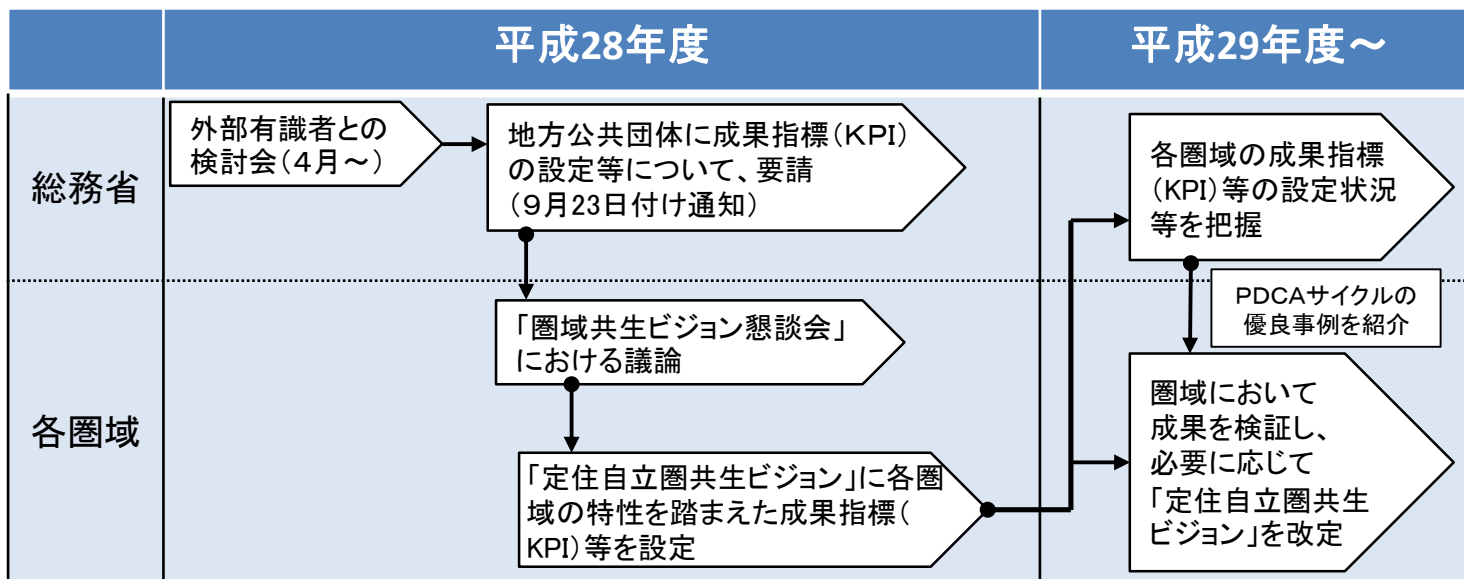 平成28年度
平成29年度～
総務省
外部有識者との
検討会（４月～）
地方公共団体に成果指標（ＫＰＩ）
の設定等について、要請
（９月23日付け通知）
各圏域の成果指標
（KPI）等の設定状況
等を把握
PDCAサイクルの
優良事例を紹介
各圏域
「圏域共生ビジョン懇談会」
における議論
「定住自立圏共生ビジョン」に各圏
域の特性を踏まえた成果指標（
KPI）等を設定
圏域において
成果を検証し、
必要に応じて
「定住自立圏共生
ビジョン」を改定